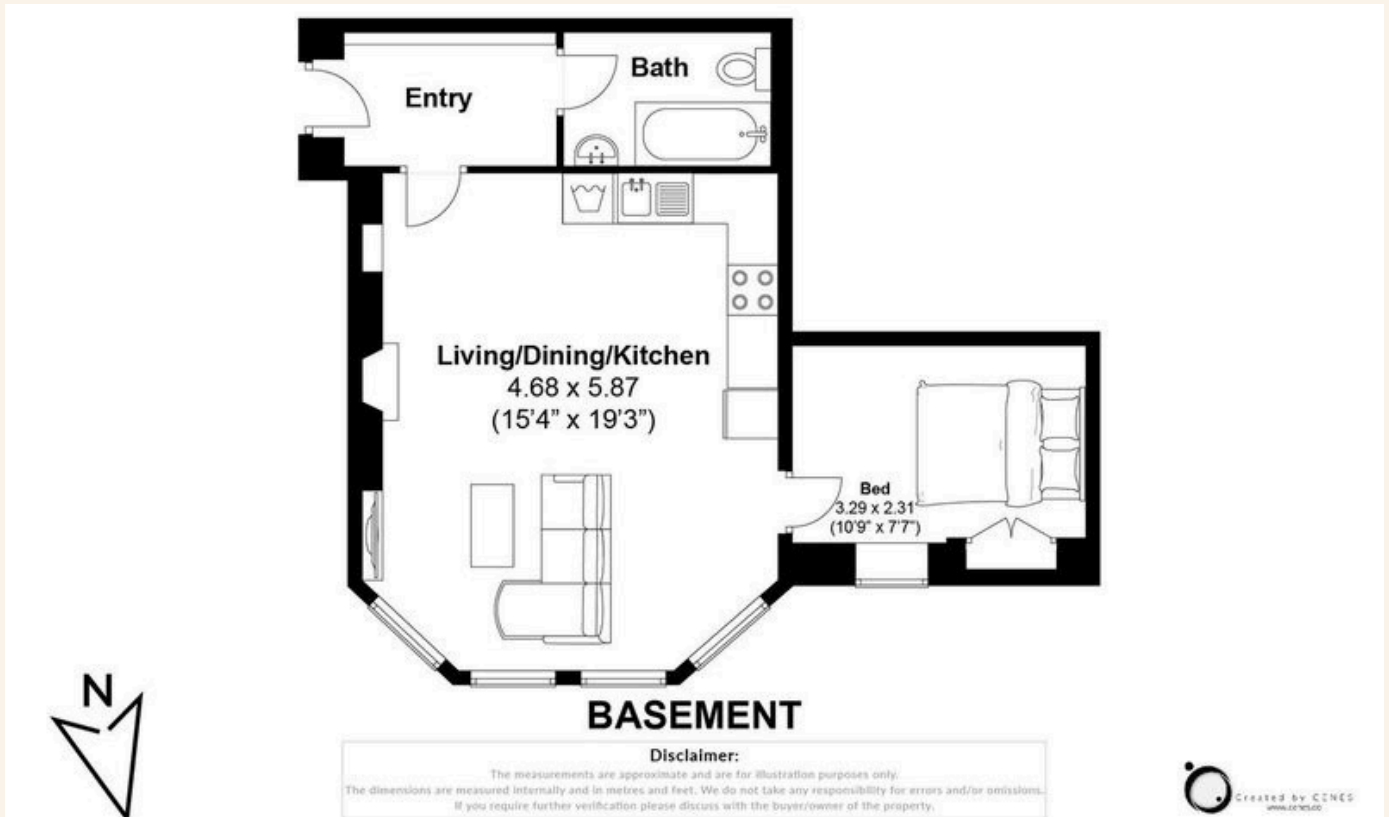 Bath
Entry
Living/Dining/Kitchen
4.68 x 5.87
(15'4" x 19'3")
Bed
3.29 x 2.31
(10'9" x 7'7")
N
BASEMENT
Disclaimer:
The measurements are approximate and are for illustration purposes only.
The dimensions are measured internally and in metres and feet. We do not take any responsibility for errors and/or omissions.
If you require further verification please discuss with the buyer/owner of the property.
Created by CENES
www.cenes.co